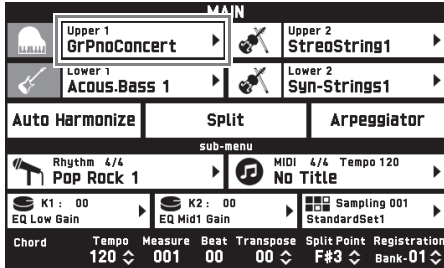 MAIN
Upper 1 Upper 2
GrPnoConcert StreoString1
Lower 1 Lower 2
Acous.Bass 1 Syn-Strings1
Auto Harmonize Split Arpeggiator
sub-menu
Rhythm 4/4 MIDI 4/4 Tempo 120
Pop Rock 1 No Title
K1 : 00 K2 : 00 Sampling 001
EQ Low Gain EQ Mid1 Gain StandardSet1
Chord Tempo Measure Beat Transpose Split Point Registration
120 001 00 00 F#3 Bank-01